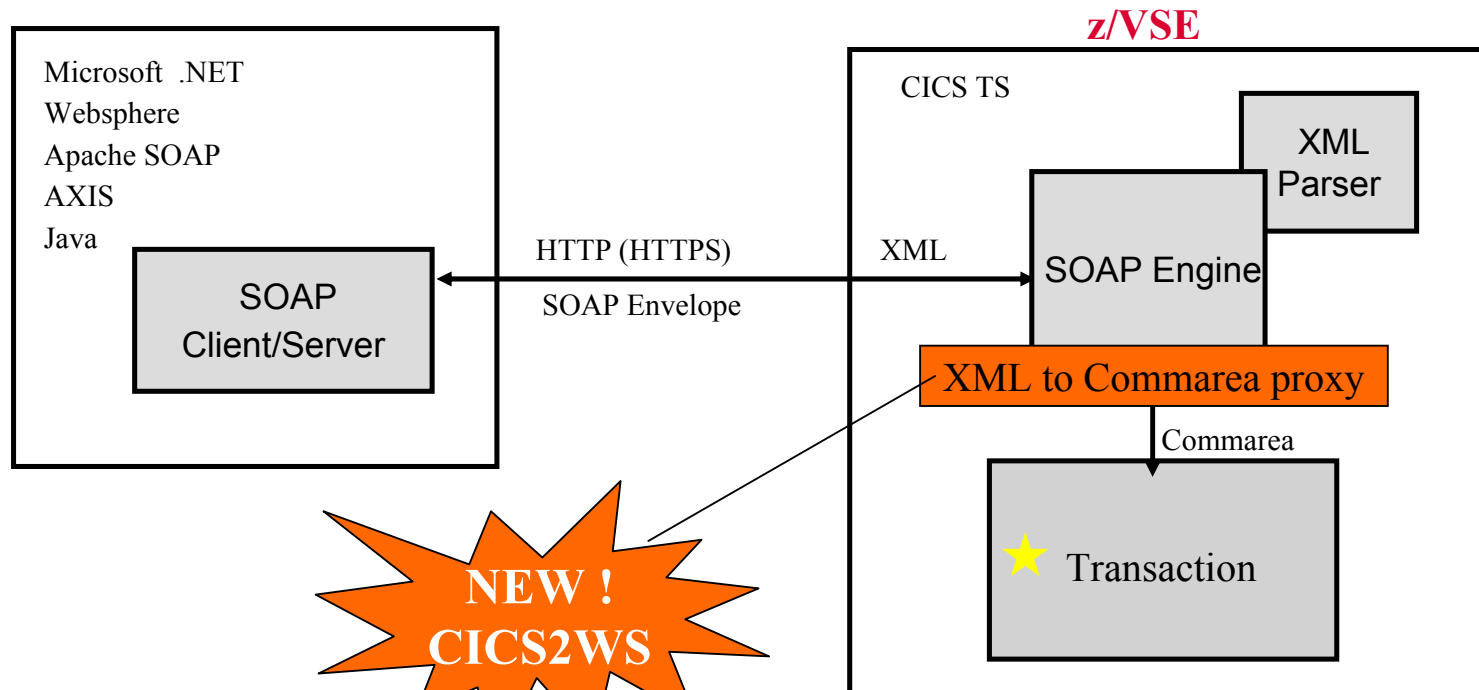 z/VSE
Microsoft .NET
Websphere
Apache SOAP
AXIS
Java
SOAP
Client/Server
HTTP (HTTPS)
SOAP Envelope
XML
CICS TS
XML
Parser
SOAP Engine
XML to Commarea proxy
Commarea
Transaction
NEW !
CICS2WS